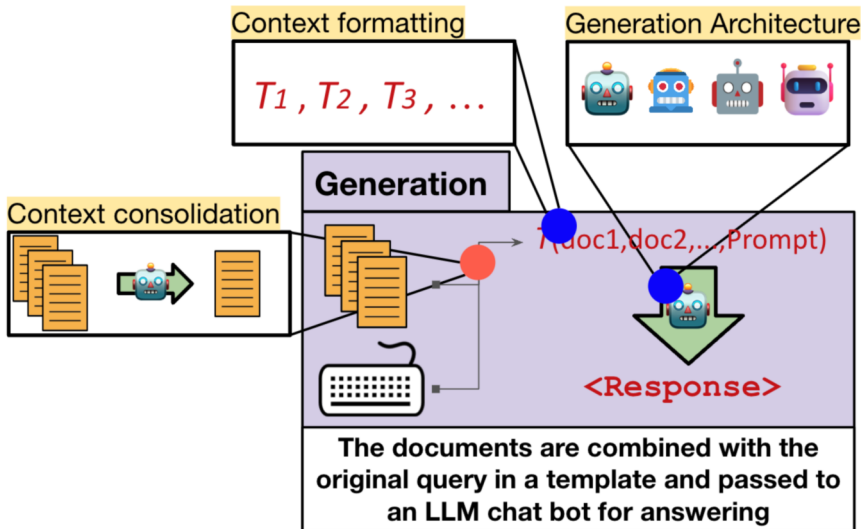 Context formatting
Generation Architecture
T1 , T2 , T3 , ...
Generation
Context consolidation
T(doc1,doc2,...,Prompt)
<Response>
The documents are combined with the
original query in a template and passed to
an LLM chat bot for answering